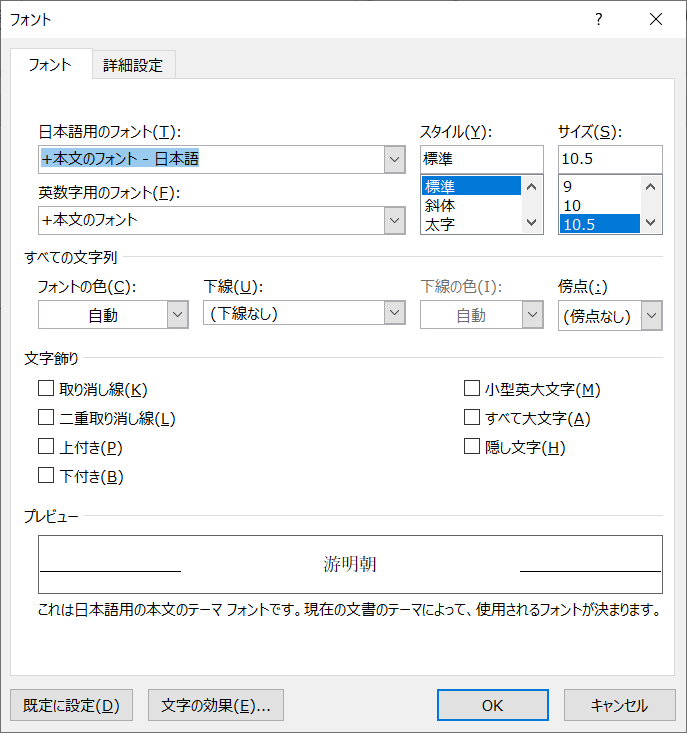 フォント ?
フォント 詳細設定
日本語用のフォント(T): スタイル(Y): サイズ(S):
+本文のフォント - 日本語 標準 10.5
標準 9
英数字用のフォント(F): 斜体 10
+本文のフォント 太字 10.5
すべての文字列
フォントの色(C): 下線(U): 下線の色(I): 傍点(:)
自動 (下線なし) 自動 (傍点なし)
文字飾り
取り消し線(K) 小型英大文字(M)
二重取り消し線(L) すべて大文字(A)
上付き(P) 隠し文字(H)
下付き(B)
プレビュー
游明朝
これは日本語用の本文のテーマ フォントです。現在の文書のテーマによって、使用されるフォントが決まります。
既定に設定(D) 文字の効果(E)... OK キャンセル